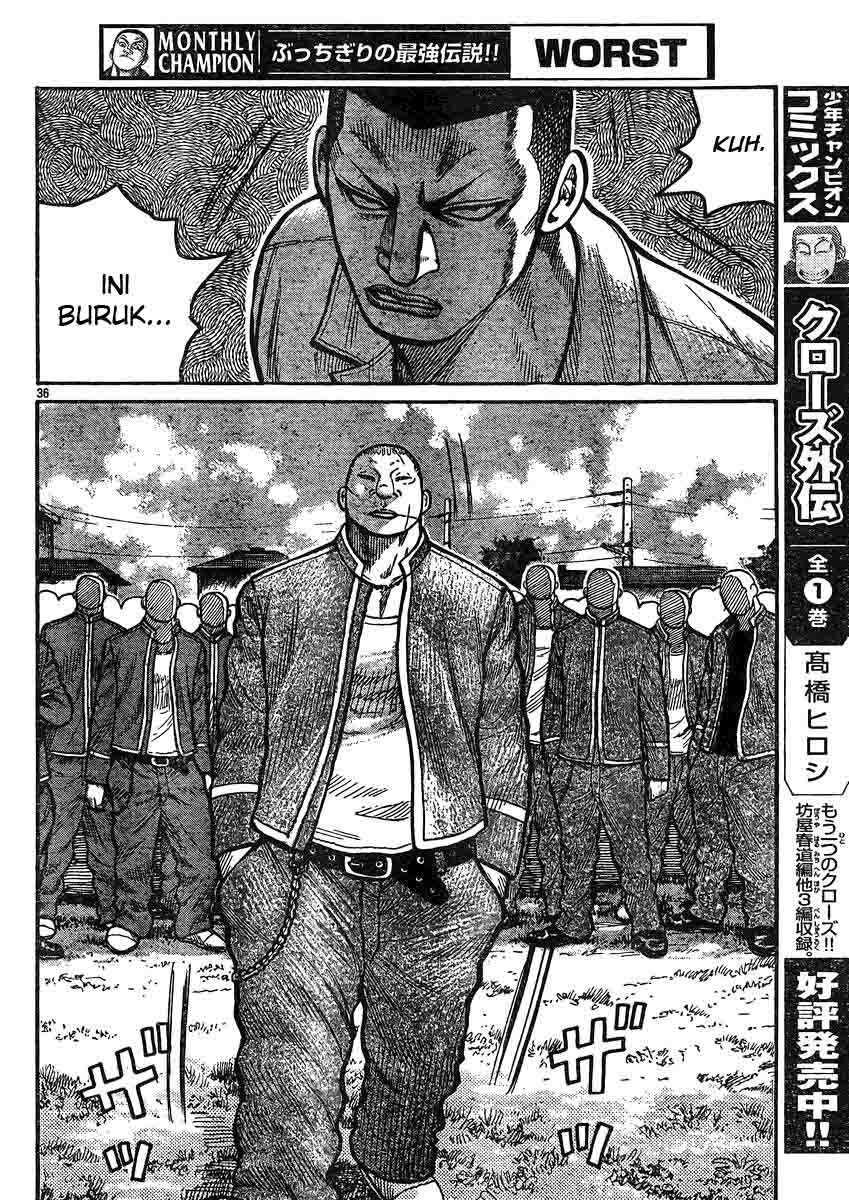 MONTHLY
CHAMPION
ぶっちぎりの最強伝説!!
WORST
KUH.
INI
BURUK...
36
ザッ
ザッ
少年チャンピオン
コミックス
クローズ外伝
全1巻
髙橋ヒロシ
もう一つのクローズ!!
坊屋春道編他3編収録。
好評発売中!!